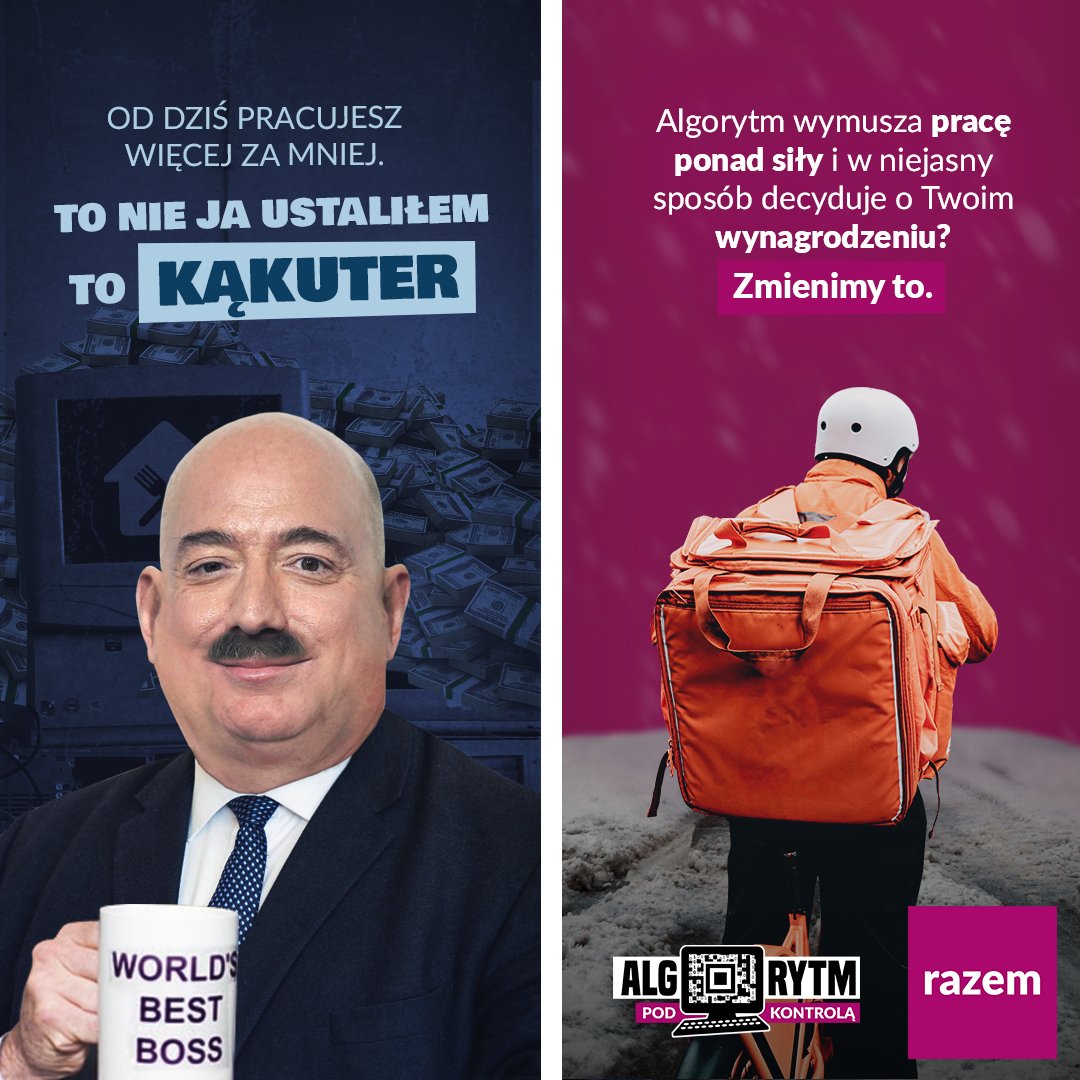 OD DZIŚ PRACUJESZ
WIĘCEJ ZA MNIEJ.
TO NIE JA USTALIŁEM
TO KĄKUTER
WORLD'S
BEST
BOSS
Algorytm wymusza pracę
ponad siły i w niejasny
sposób decyduje o Twoim
wynagrodzeniu?
Zmienimy to.
ALGORYTM
POD KONTROLĄ
razem